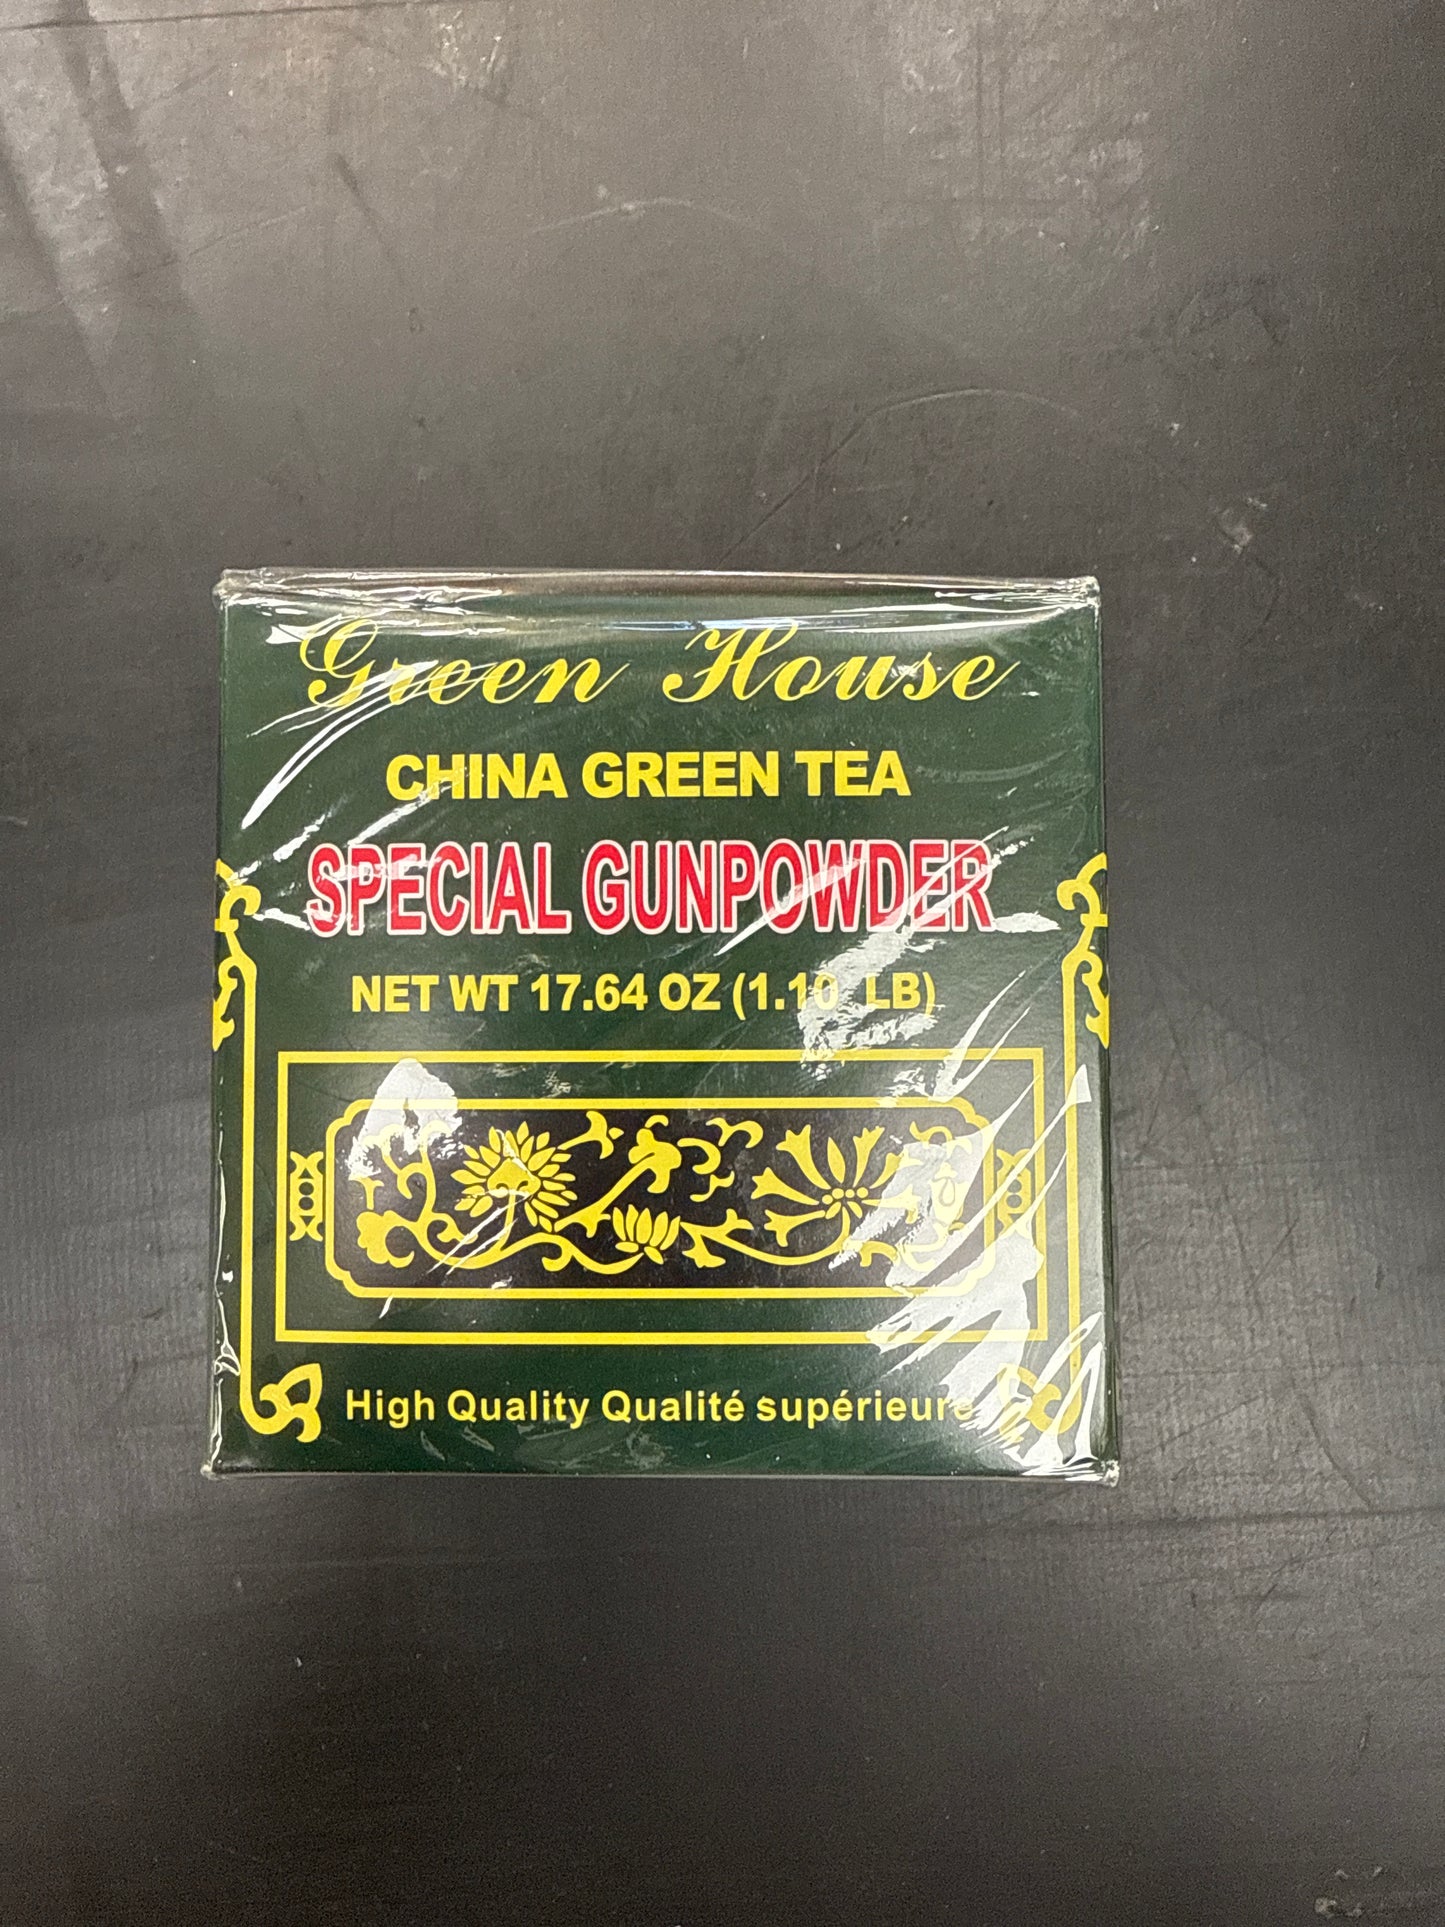 Green House
CHINA GREEN TEA
SPECIAL GUNPOWDER
NET WT 17.64 OZ (1.10 LB)
High Quality Qualité supérieure